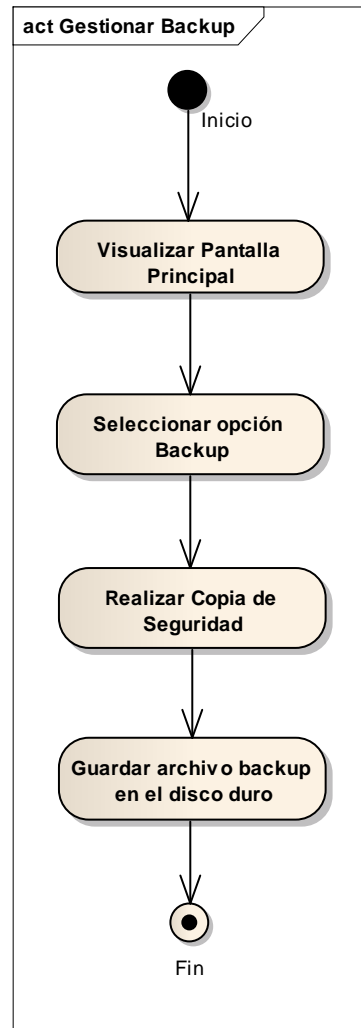 act Gestionar Backup
Inicio
Visualizar Pantalla
Principal
Seleccionar opción
Backup
Realizar Copia de
Seguridad
Guardar archivo backup
en el disco duro
Fin